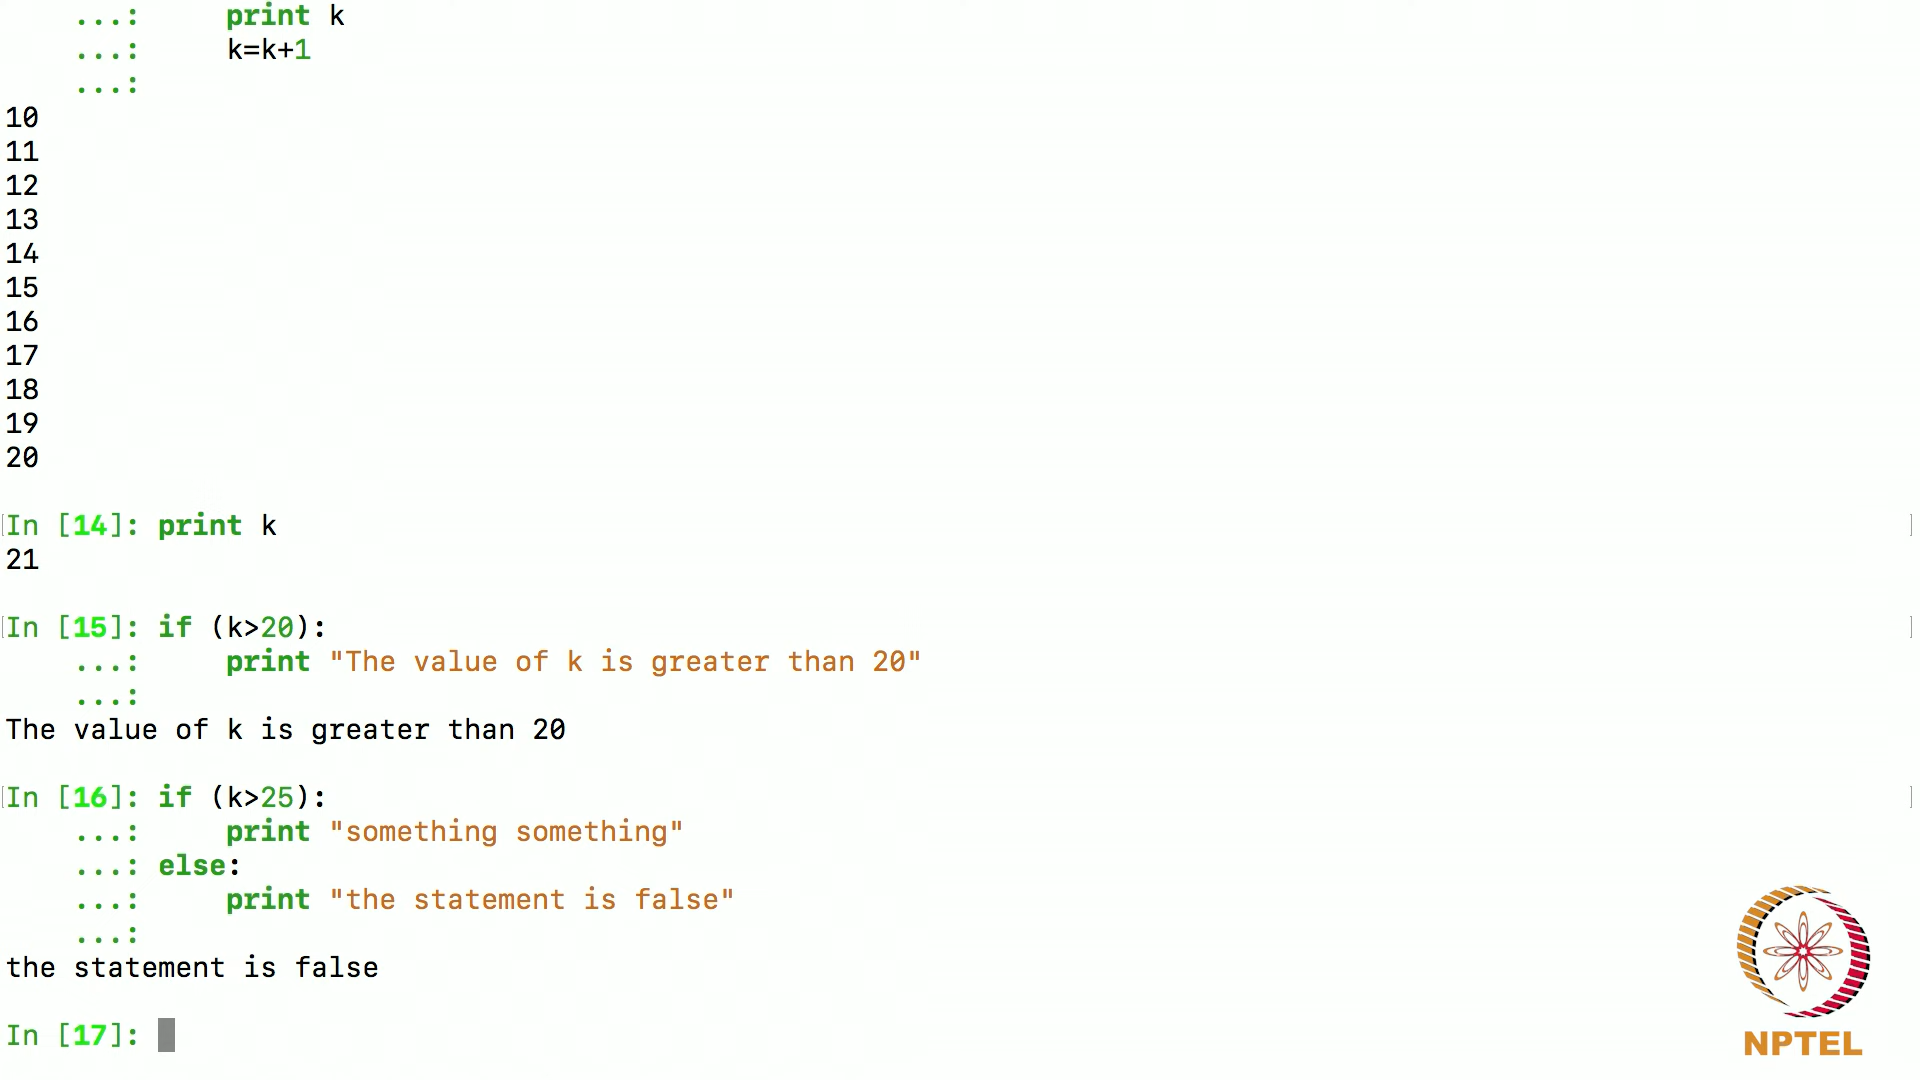 ...:     print k
...:     k=k+1
...:
10
11
12
13
14
15
16
17
18
19
20
In [14]: print k
21
In [15]: if (k>20):
...:     print "The value of k is greater than 20"
...:
The value of k is greater than 20
In [16]: if (k>25):
...:     print "something something"
...: else:
...:     print "the statement is false"
...:
the statement is false
In [17]:
NPTEL